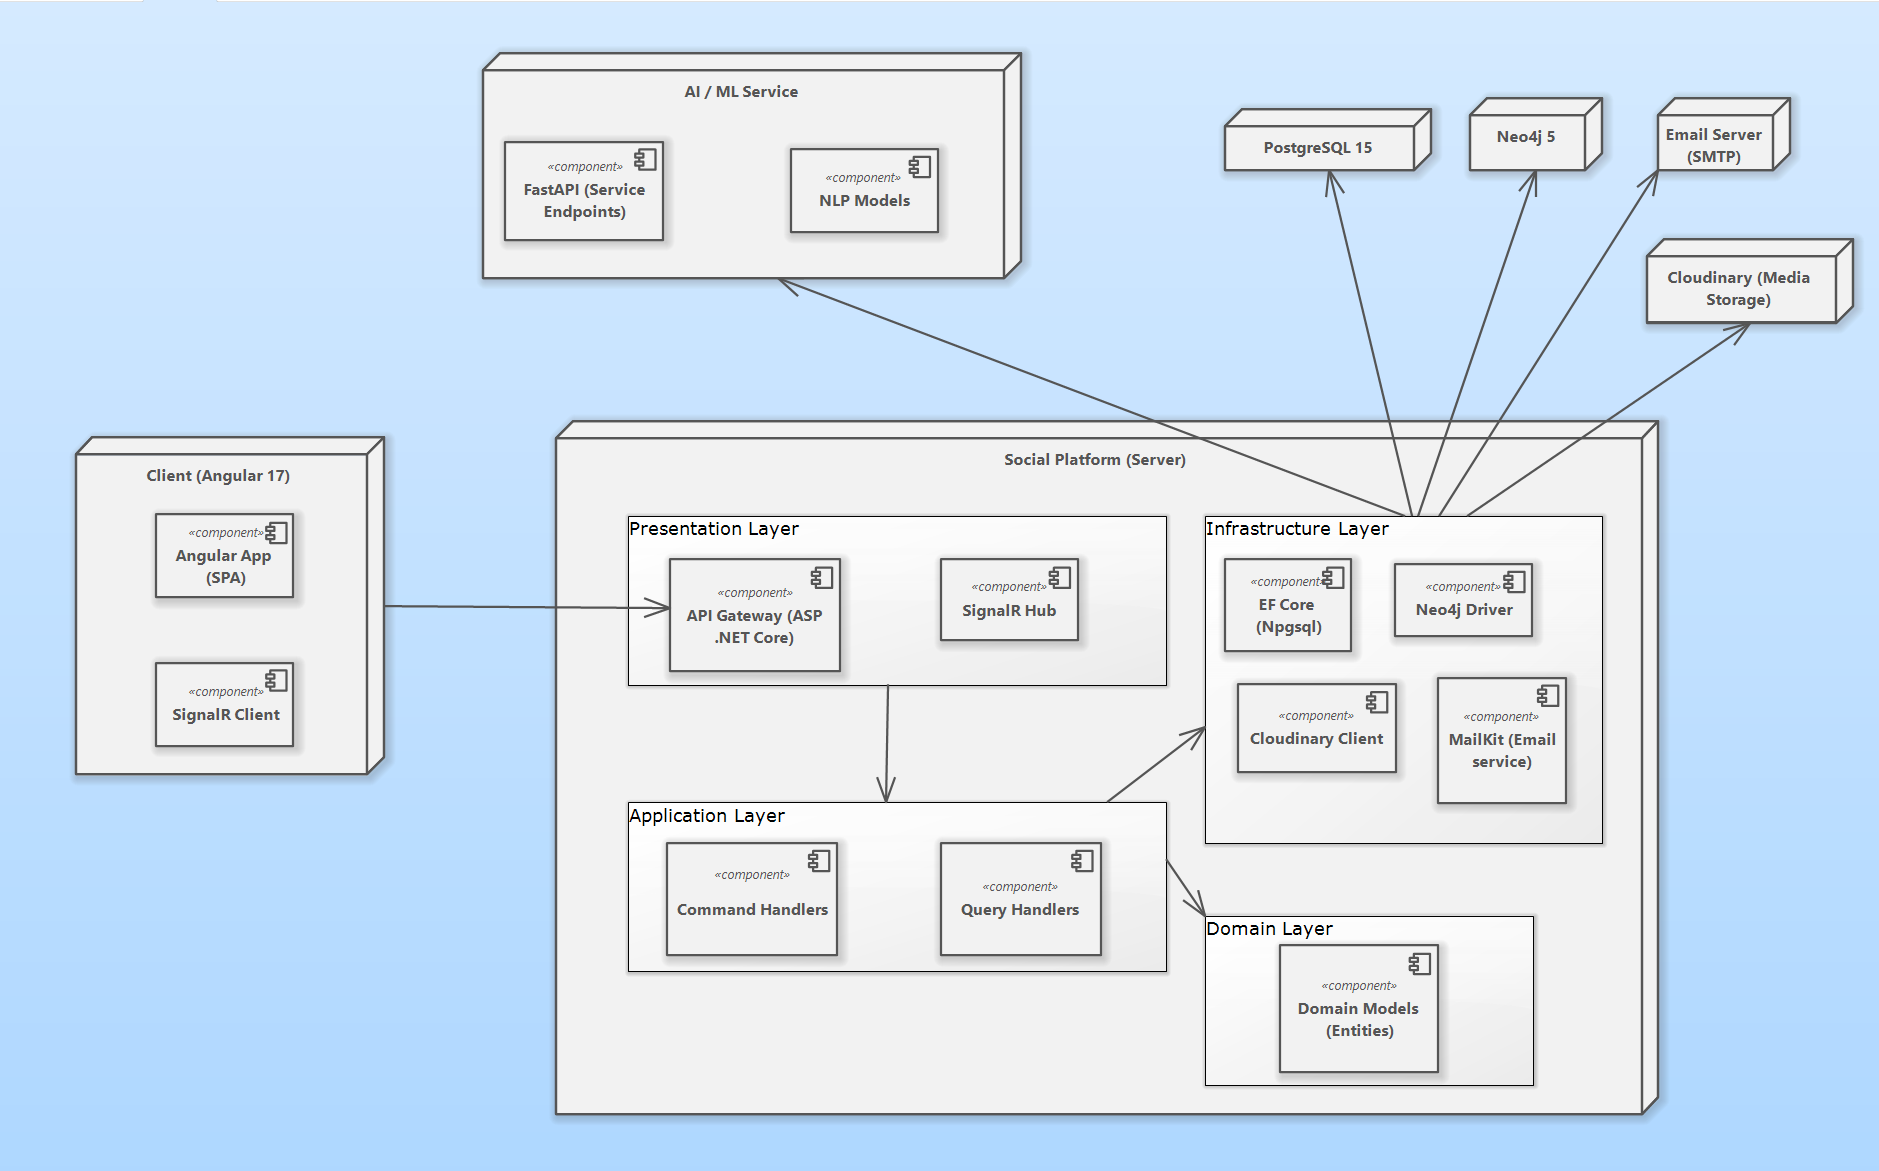 AI / ML Service
«component»
FastAPI (Service
Endpoints)
«component»
NLP Models
PostgreSQL 15
Neo4j 5
Email Server
(SMTP)
Cloudinary (Media
Storage)
Client (Angular 17)
«component»
Angular App
(SPA)
«component»
SignalR Client
Social Platform (Server)
Presentation Layer
«component»
API Gateway (ASP
.NET Core)
«component»
SignalR Hub
Infrastructure Layer
«component»
EF Core
(Npgsql)
«component»
Neo4j Driver
«component»
Cloudinary Client
«component»
MailKit (Email
service)
Application Layer
«component»
Command Handlers
«component»
Query Handlers
Domain Layer
«component»
Domain Models
(Entities)